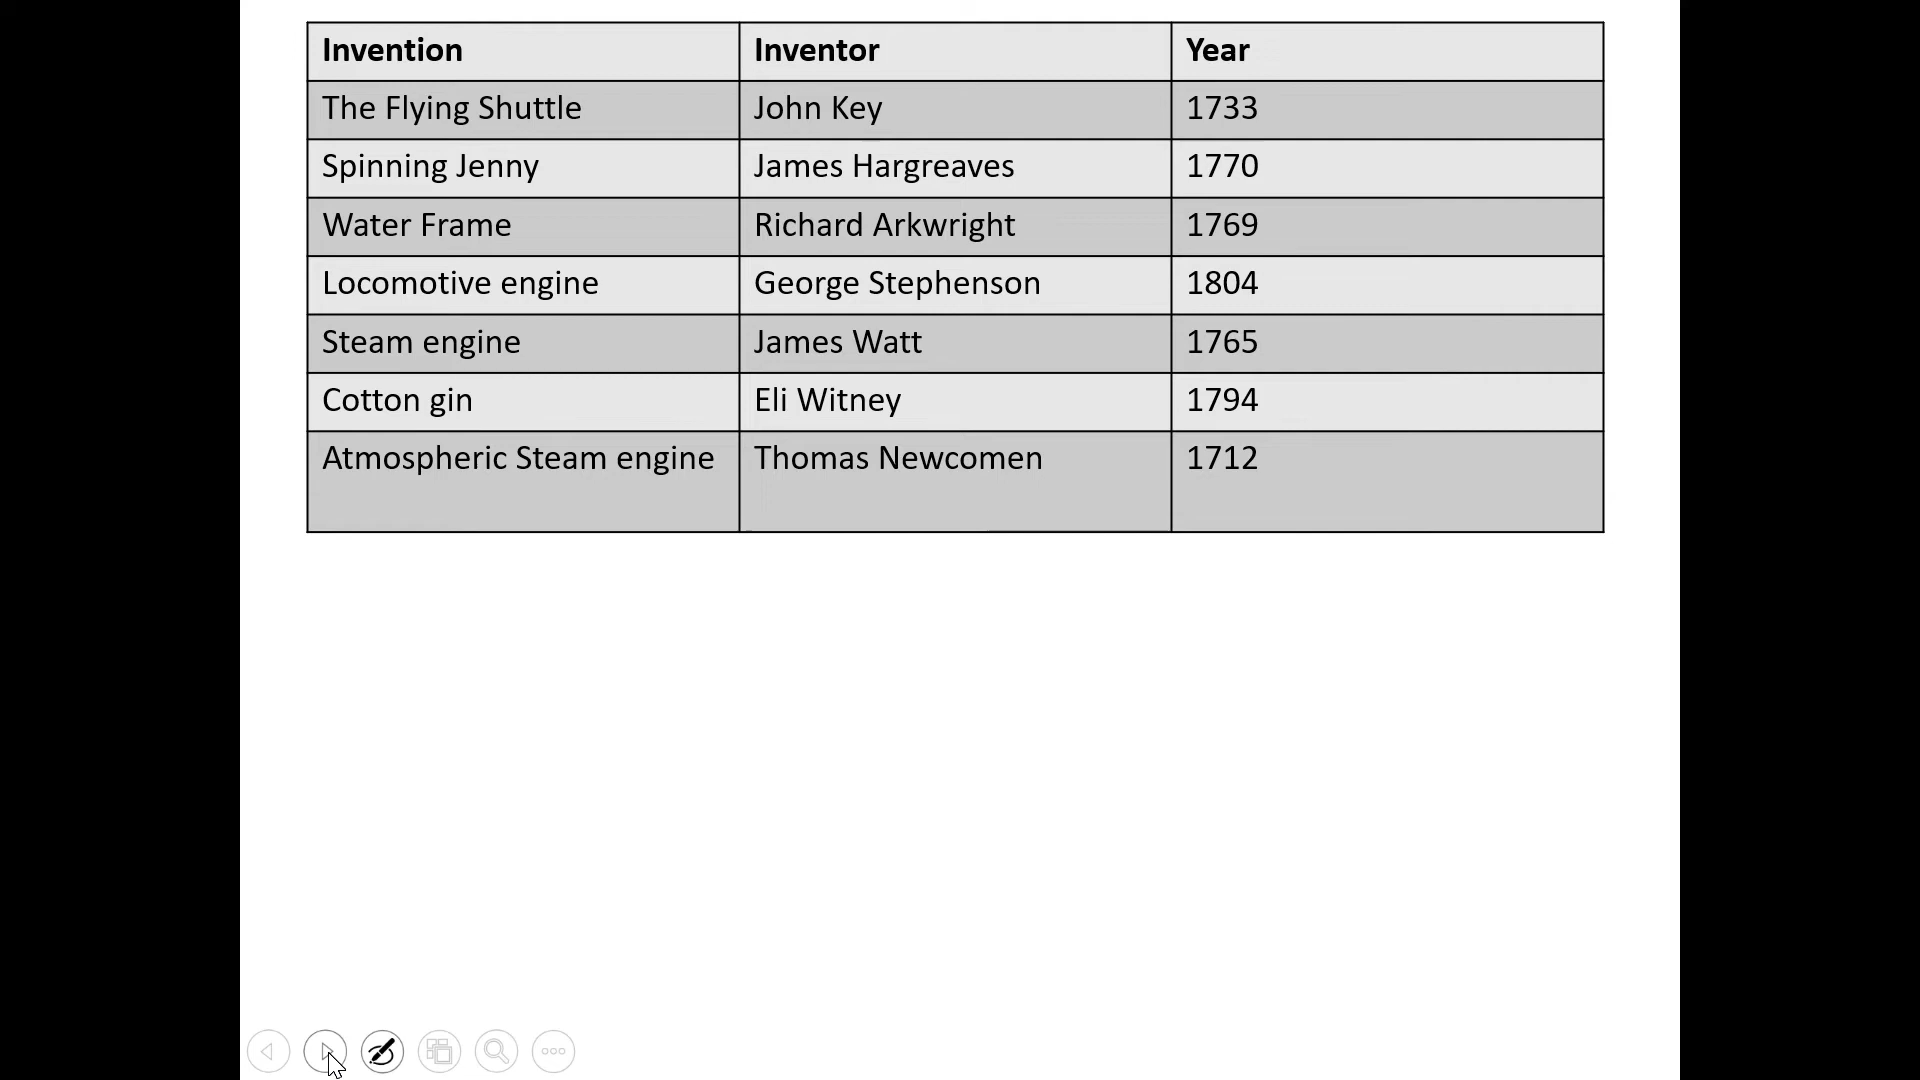 Invention Inventor Year
The Flying Shuttle John Key 1733
Spinning Jenny James Hargreaves 1770
Water Frame Richard Arkwright 1769
Locomotive engine George Stephenson 1804
Steam engine James Watt 1765
Cotton gin Eli Witney 1794
Atmospheric Steam engine Thomas Newcomen 1712